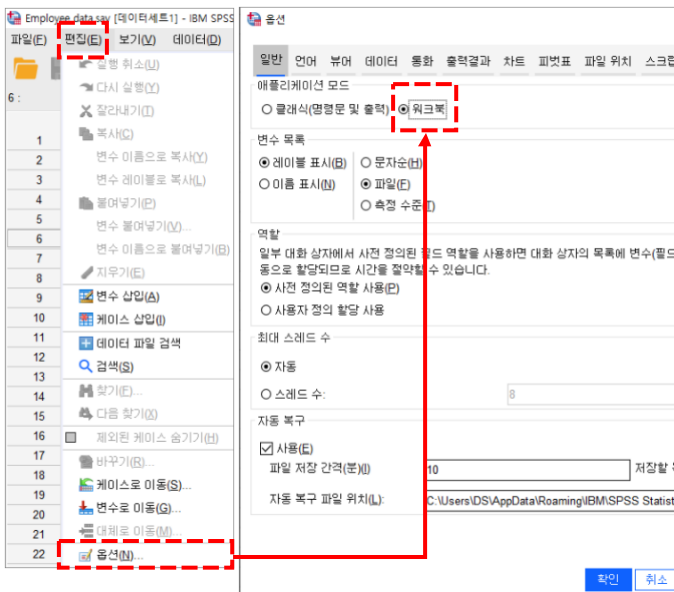 Employee data.sav [데이터세트1] - IBM SPSS
파일(F) 편집(E) 보기(V) 데이터(D)
실행 취소(U)
다시 실행(Y)
6 :
잘라내기(T)
복사(C)
변수 이름으로 복사(Y)
변수 레이블로 복사(L)
붙여넣기(P)
변수 붙여넣기(V)...
변수 이름으로 붙여넣기(B)
지우기(E)
변수 삽입(A)
케이스 삽입(I)
데이터 파일 검색
검색(S)
찾기(F)...
다음 찾기(X)
제외된 케이스 숨기기(H)
바꾸기(R)...
케이스로 이동(S)...
변수로 이동(G)...
대체로 이동(M)...
옵션(N)...
1
2
3
4
5
6
7
8
9
10
11
12
13
14
15
16
17
18
19
20
21
22
옵션
일반 언어 뷰어 데이터 통화 출력결과 차트 피벗표 파일 위치 스크립
애플리케이션 모드
클래식(명령문 및 출력) 워크북
변수 목록
레이블 표시(B) 문자순(H)
이름 표시(N) 파일(F)
측정 수준(T)
역할
일부 대화 상자에서 사전 정의된 필드 역할을 사용하면 대화 상자의 목록에 변수(필드
동으로 할당되므로 시간을 절약할 수 있습니다.
사전 정의된 역할 사용(P)
사용자 정의 할당 사용
최대 스레드 수
자동
스레드 수: 8
자동 복구
사용(E)
파일 저장 간격(분)(I) 10 저장할
자동 복구 파일 위치(L): C:\Users\DS\AppData\Roaming\IBM\SPSS Statist
확인 취소